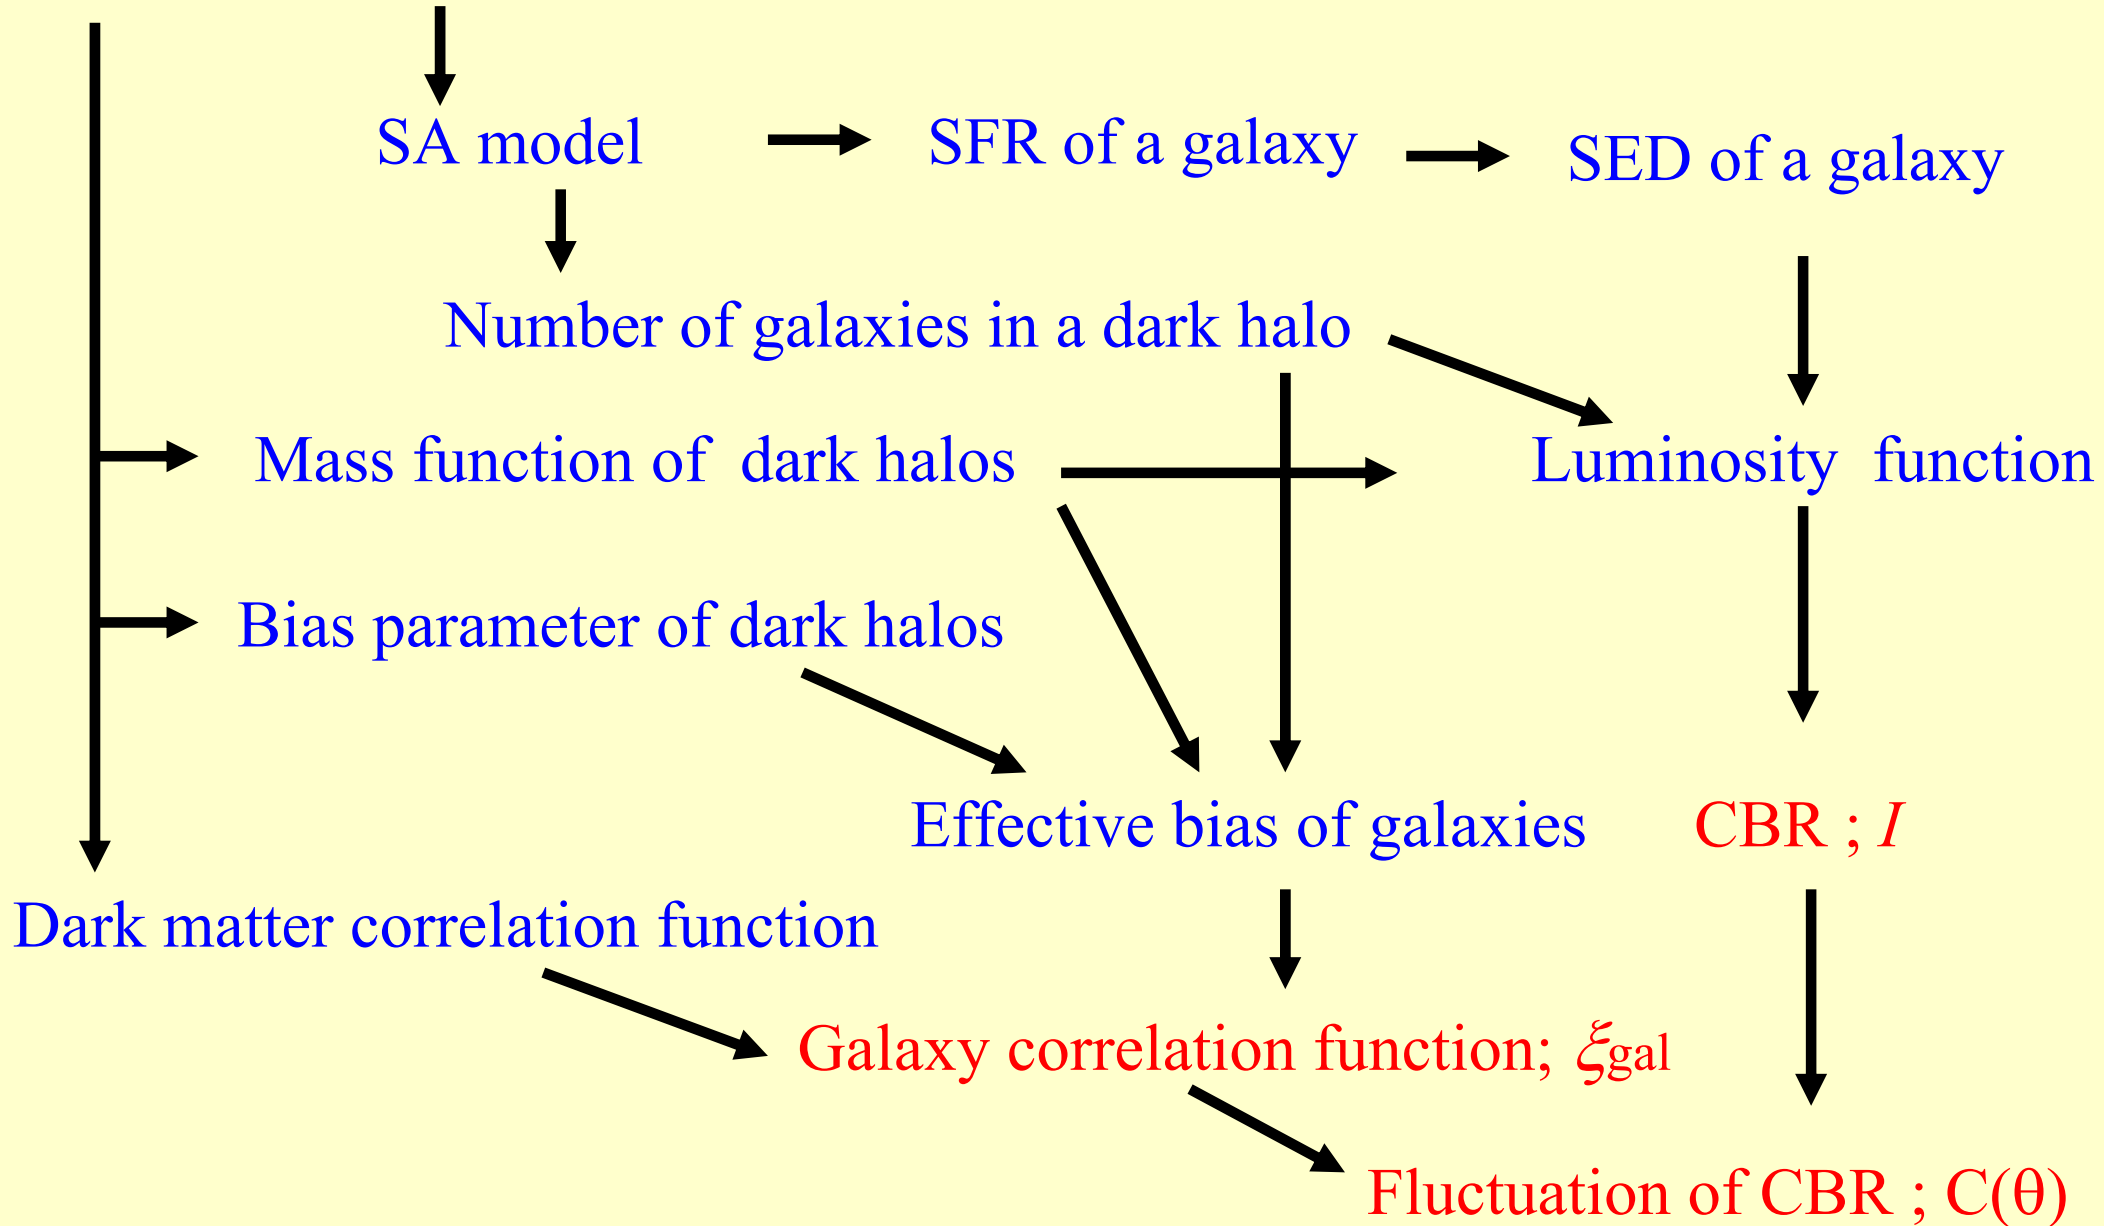 SA model
SFR of a galaxy
SED of a galaxy
Number of galaxies in a dark halo
Mass function of dark halos
Luminosity function
Bias parameter of dark halos
Effective bias of galaxies
CBR ; I
Dark matter correlation function
Galaxy correlation function; ξgal
Fluctuation of CBR ; C(θ)